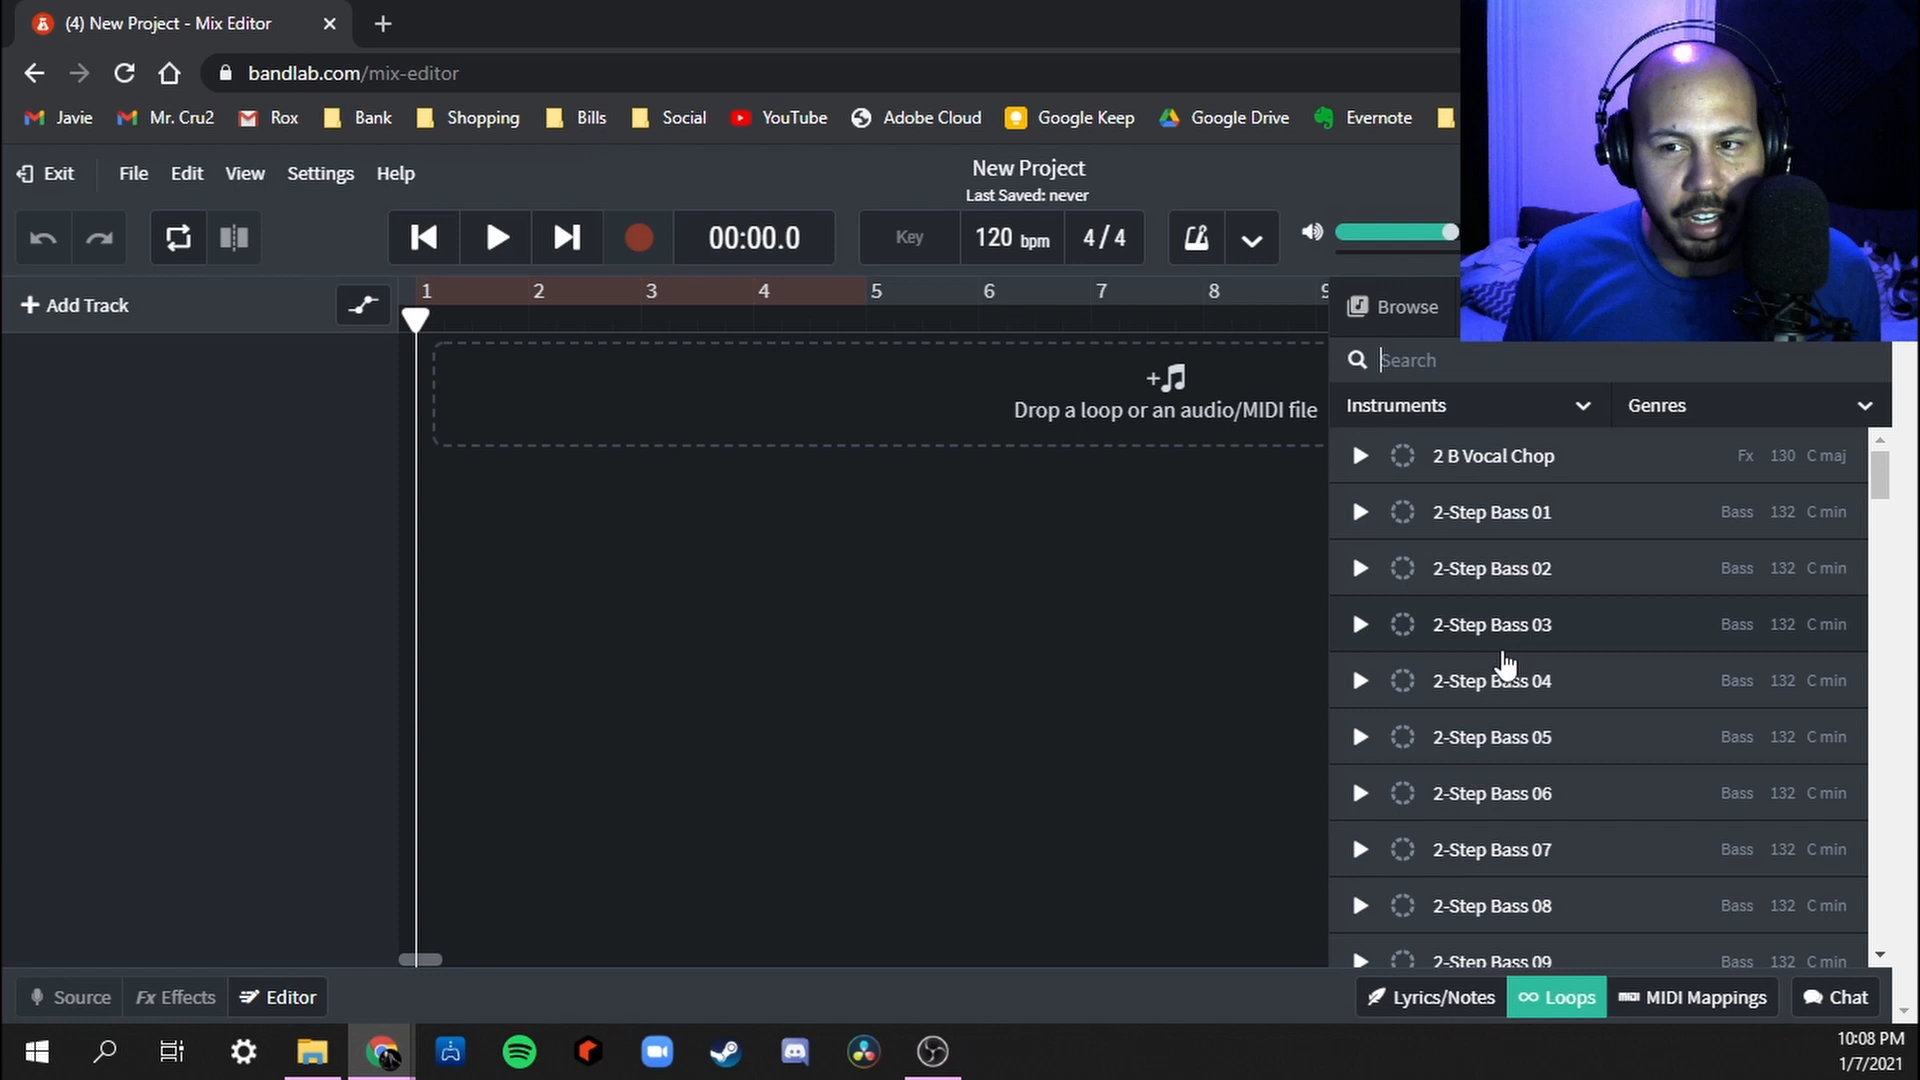 (4) New Project - Mix Editor
bandlab.com/mix-editor
Javie
Mr. Cru2
Rox
Bank
Shopping
Bills
Social
YouTube
Adobe Cloud
Google Keep
Google Drive
Evernote
Exit
File
Edit
View
Settings
Help
New Project
Last Saved: never
00:00.0
Key
120 bpm
4/4
+ Add Track
1 2 3 4 5 6 7 8
Browse
Search
Drop a loop or an audio/MIDI file
Instruments
Genres
2 B Vocal Chop Fx 130 C maj
2-Step Bass 01 Bass 132 C min
2-Step Bass 02 Bass 132 C min
2-Step Bass 03 Bass 132 C min
2-Step Bass 04 Bass 132 C min
2-Step Bass 05 Bass 132 C min
2-Step Bass 06 Bass 132 C min
2-Step Bass 07 Bass 132 C min
2-Step Bass 08 Bass 132 C min
2-Step Bass 09 Bass 132 C min
Source
Fx Effects
Editor
Lyrics/Notes
Loops
MIDI Mappings
Chat
10:08 PM
1/7/2021